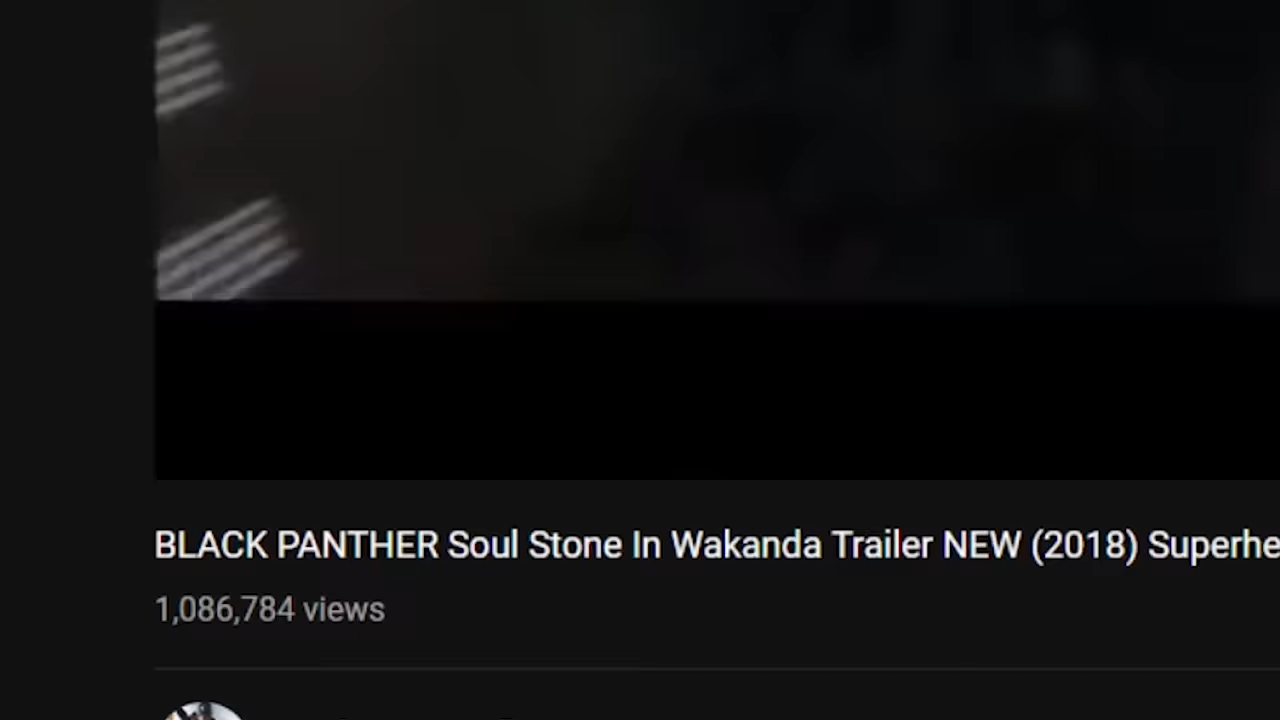 BLACK PANTHER Soul Stone In Wakanda Trailer NEW (2018) Superhe
1,086,784 views